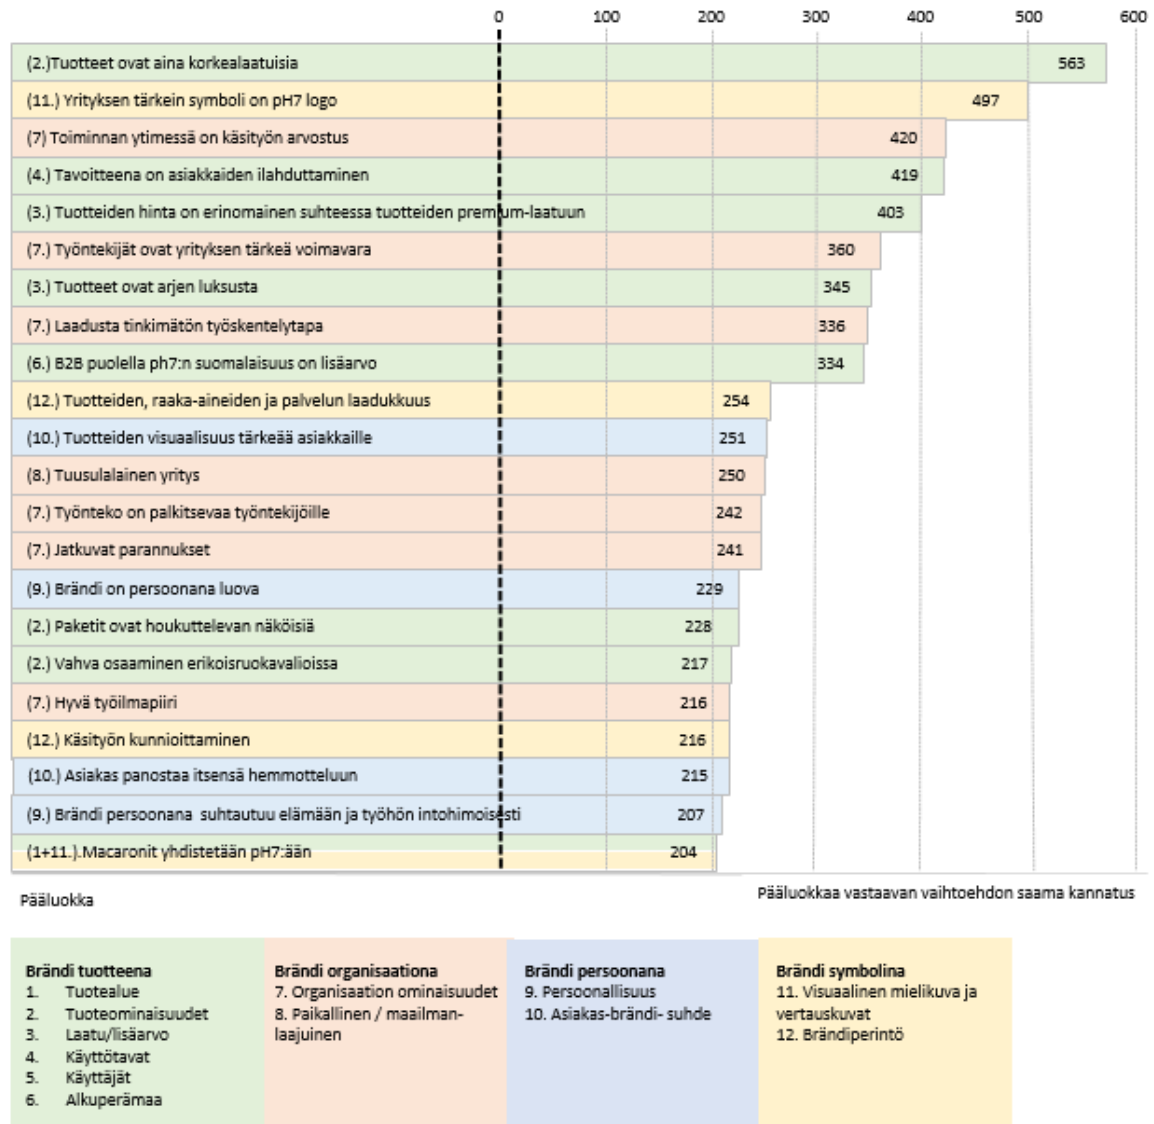 0 100 200 300 400 500 600
(2.)Tuotteet ovat aina korkealaatuisia 563
(11.) Yrityksen tärkein symboli on pH7 logo 497
(7) Toiminnan ytimessä on käsityön arvostus 420
(4.) Tavoitteena on asiakkaiden ilahduttaminen 419
(3.) Tuotteiden hinta on erinomainen suhteessa tuotteiden premium-laatuun 403
(7.) Työntekijät ovat yrityksen tärkeä voimavara 360
(3.) Tuotteet ovat arjen luksusta 345
(7.) Laadusta tinkimätön työskentelytapa 336
(6.) B2B puolella ph7:n suomalaisuus on lisäarvo 334
(12.) Tuotteiden, raaka-aineiden ja palvelun laadukkuus 254
(10.) Tuotteiden visuaalisuus tärkeää asiakkaille 251
(8.) Tuusulalainen yritys 250
(7.) Työnteko on palkitsevaa työntekijöille 242
(7.) Jatkuvat parannukset 241
(9.) Brändi on persoonana luova 229
(2.) Paketit ovat houkuttelevan näköisiä 228
(2.) Vahva osaaminen erikoisruokavalioissa 217
(7.) Hyvä työilmapiiri 216
(12.) Käsityön kunnioittaminen 216
(10.) Asiakas panostaa itsensä hemmotteluun 215
(9.) Brändi persoonana suhtautuu elämään ja työhön intohimoisesti 207
(1+11.).Macaronit yhdistetään pH7:ään 204
Pääluokka
Pääluokkaa vastaavan vaihtoehdon saama kannatus
Brändi tuotteena
1. Tuotealue
2. Tuoteominaisuudet
3. Laatu/lisäarvo
4. Käyttötavat
5. Käyttäjät
6. Alkuperämaa
Brändi organisaationa
7. Organisaation ominaisuudet
8. Paikallinen / maailman-
laajuinen
Brändi persoonana
9. Persoonallisuus
10. Asiakas-brändi- suhde
Brändi symbolina
11. Visuaalinen mielikuva ja
vertauskuvat
12. Brändiperintö